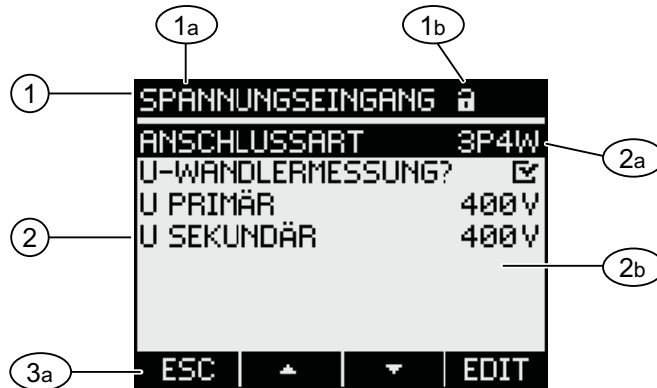 1a 1b
1 SPANNUNGSEINGANG
ANSCHLUSSART 3P4W
2a
U-WANDLERMESSUNG?
U PRIMÄR 400V
2 U SEKUNDÄR 400V
2b
3a ESC EDIT